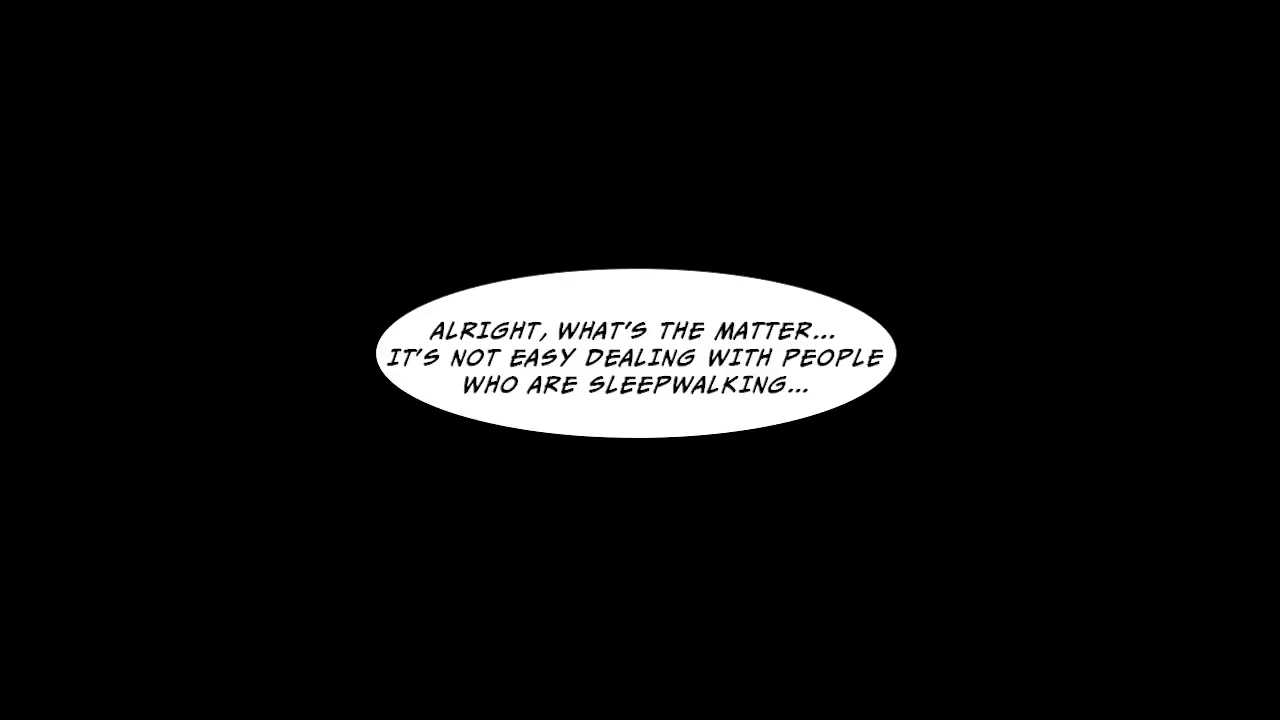 ALRIGHT, WHAT'S THE MATTER...
IT'S NOT EASY DEALING WITH PEOPLE
WHO ARE SLEEPWALKING...